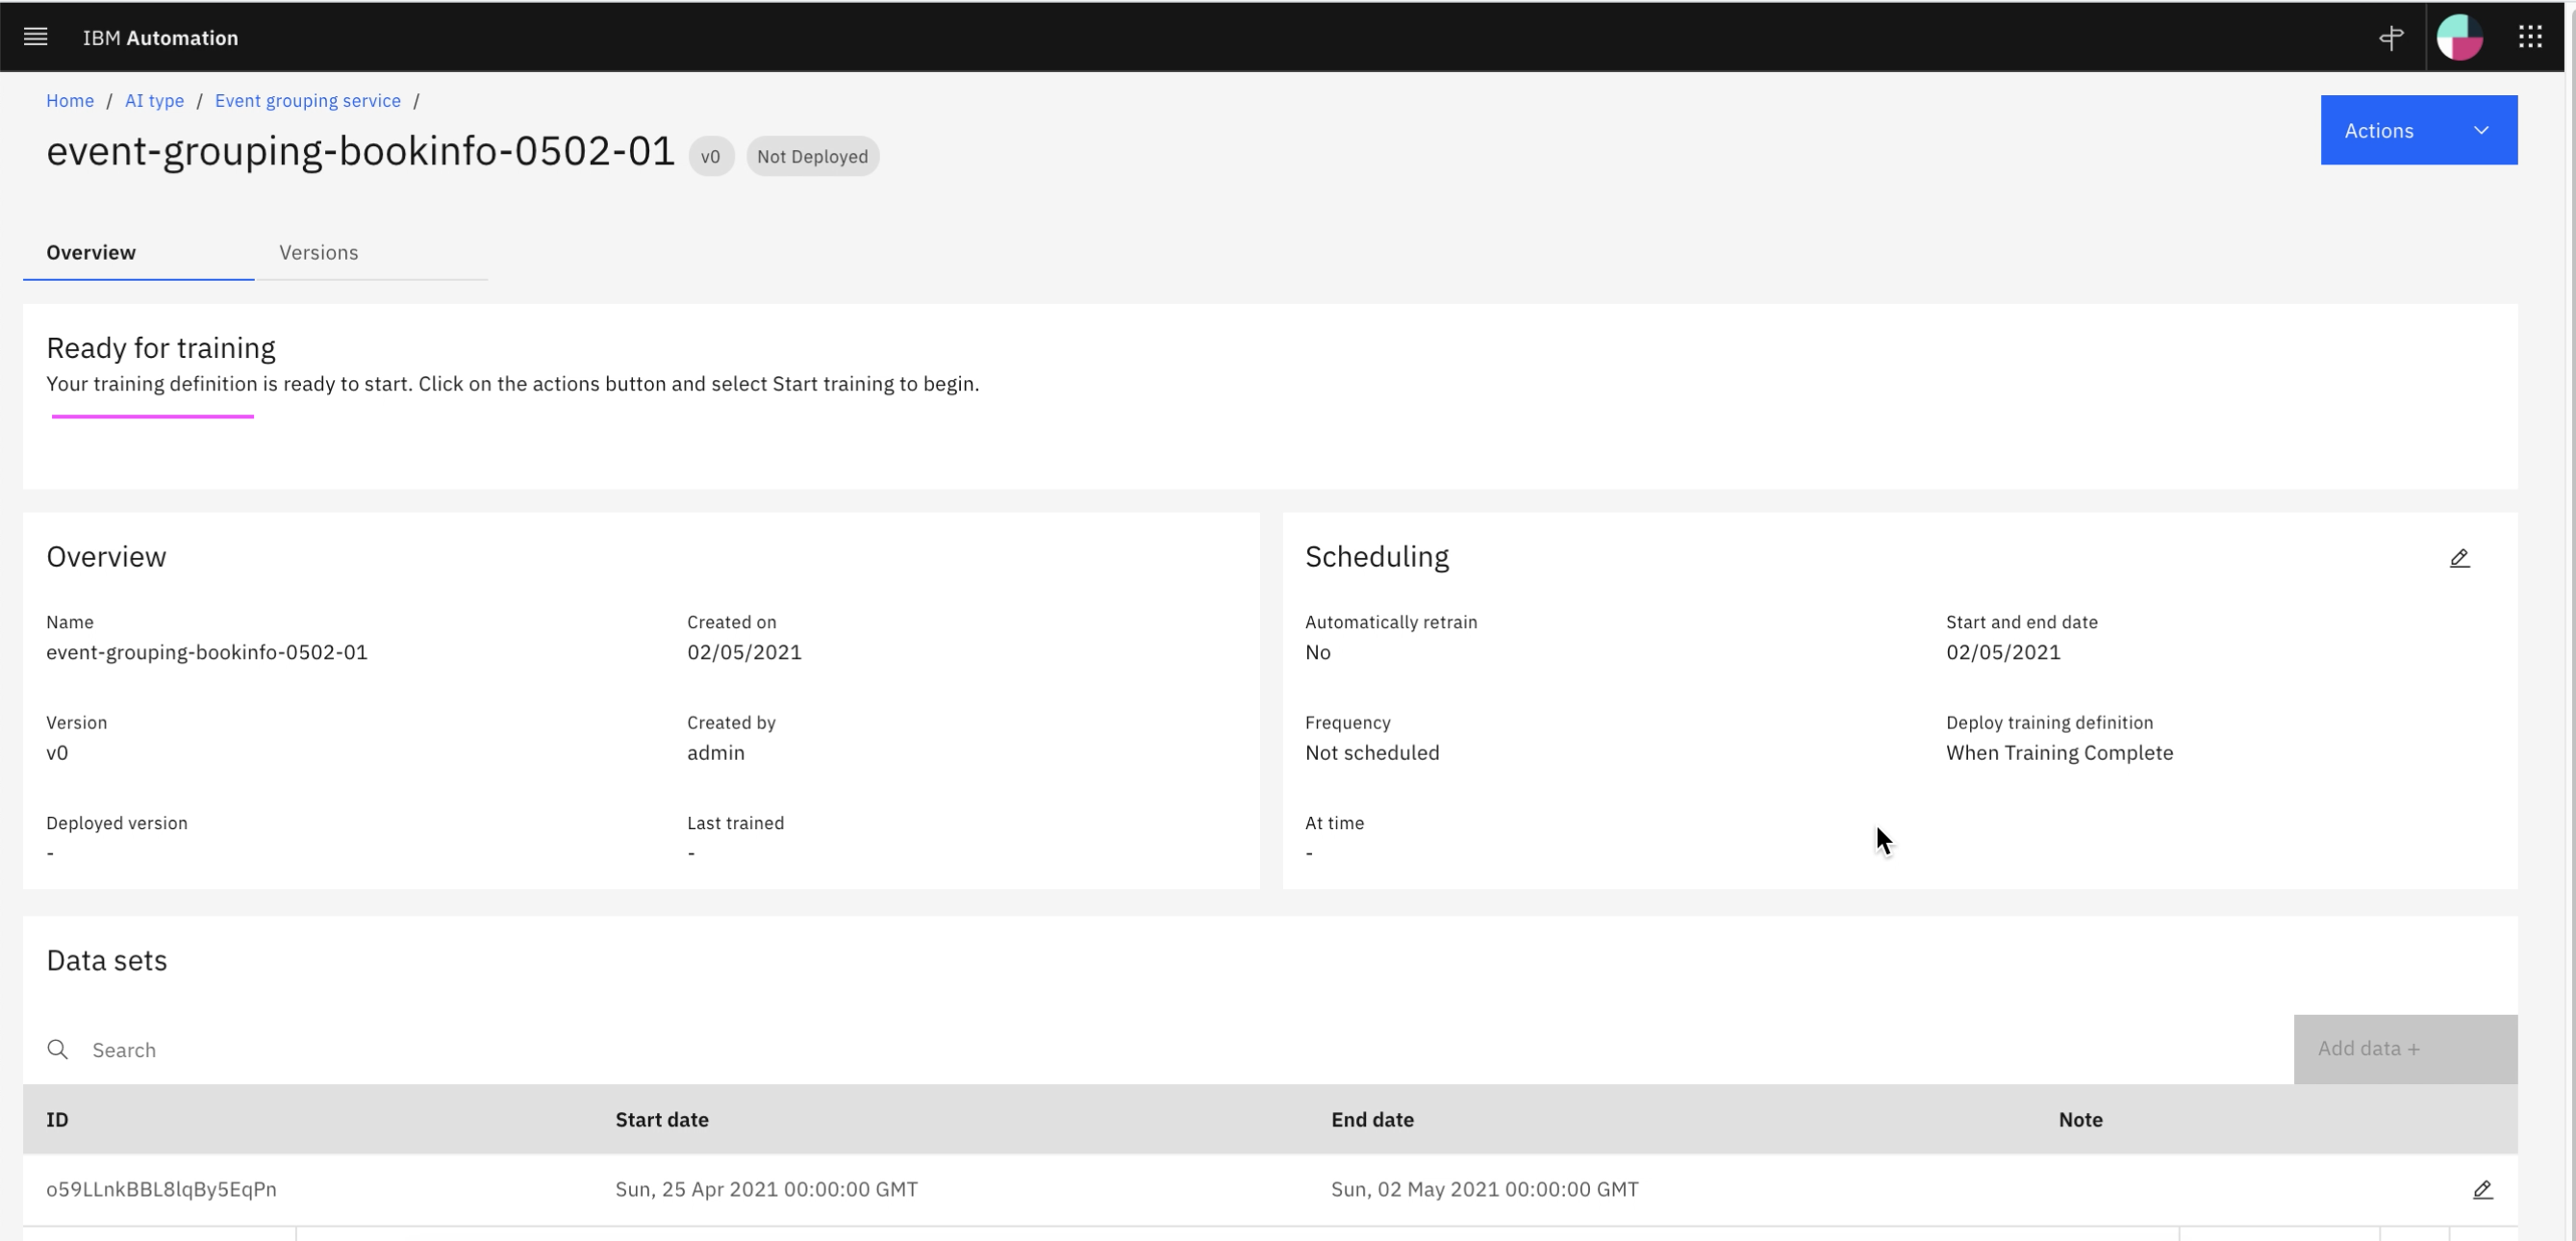 IBM Automation
Home / AI type / Event grouping service /
event-grouping-bookinfo-0502-01 v0 Not Deployed
Actions
Overview Versions
Ready for training
Your training definition is ready to start. Click on the actions button and select Start training to begin.
Overview
Name Created on
event-grouping-bookinfo-0502-01 02/05/2021
Version Created by
v0 admin
Deployed version Last trained
- -
Scheduling
Automatically retrain Start and end date
No 02/05/2021
Frequency Deploy training definition
Not scheduled When Training Complete
At time
-
Data sets
Search
Add data +
ID Start date End date Note
o59LLnkBBL8lqBy5EqPn Sun, 25 Apr 2021 00:00:00 GMT Sun, 02 May 2021 00:00:00 GMT